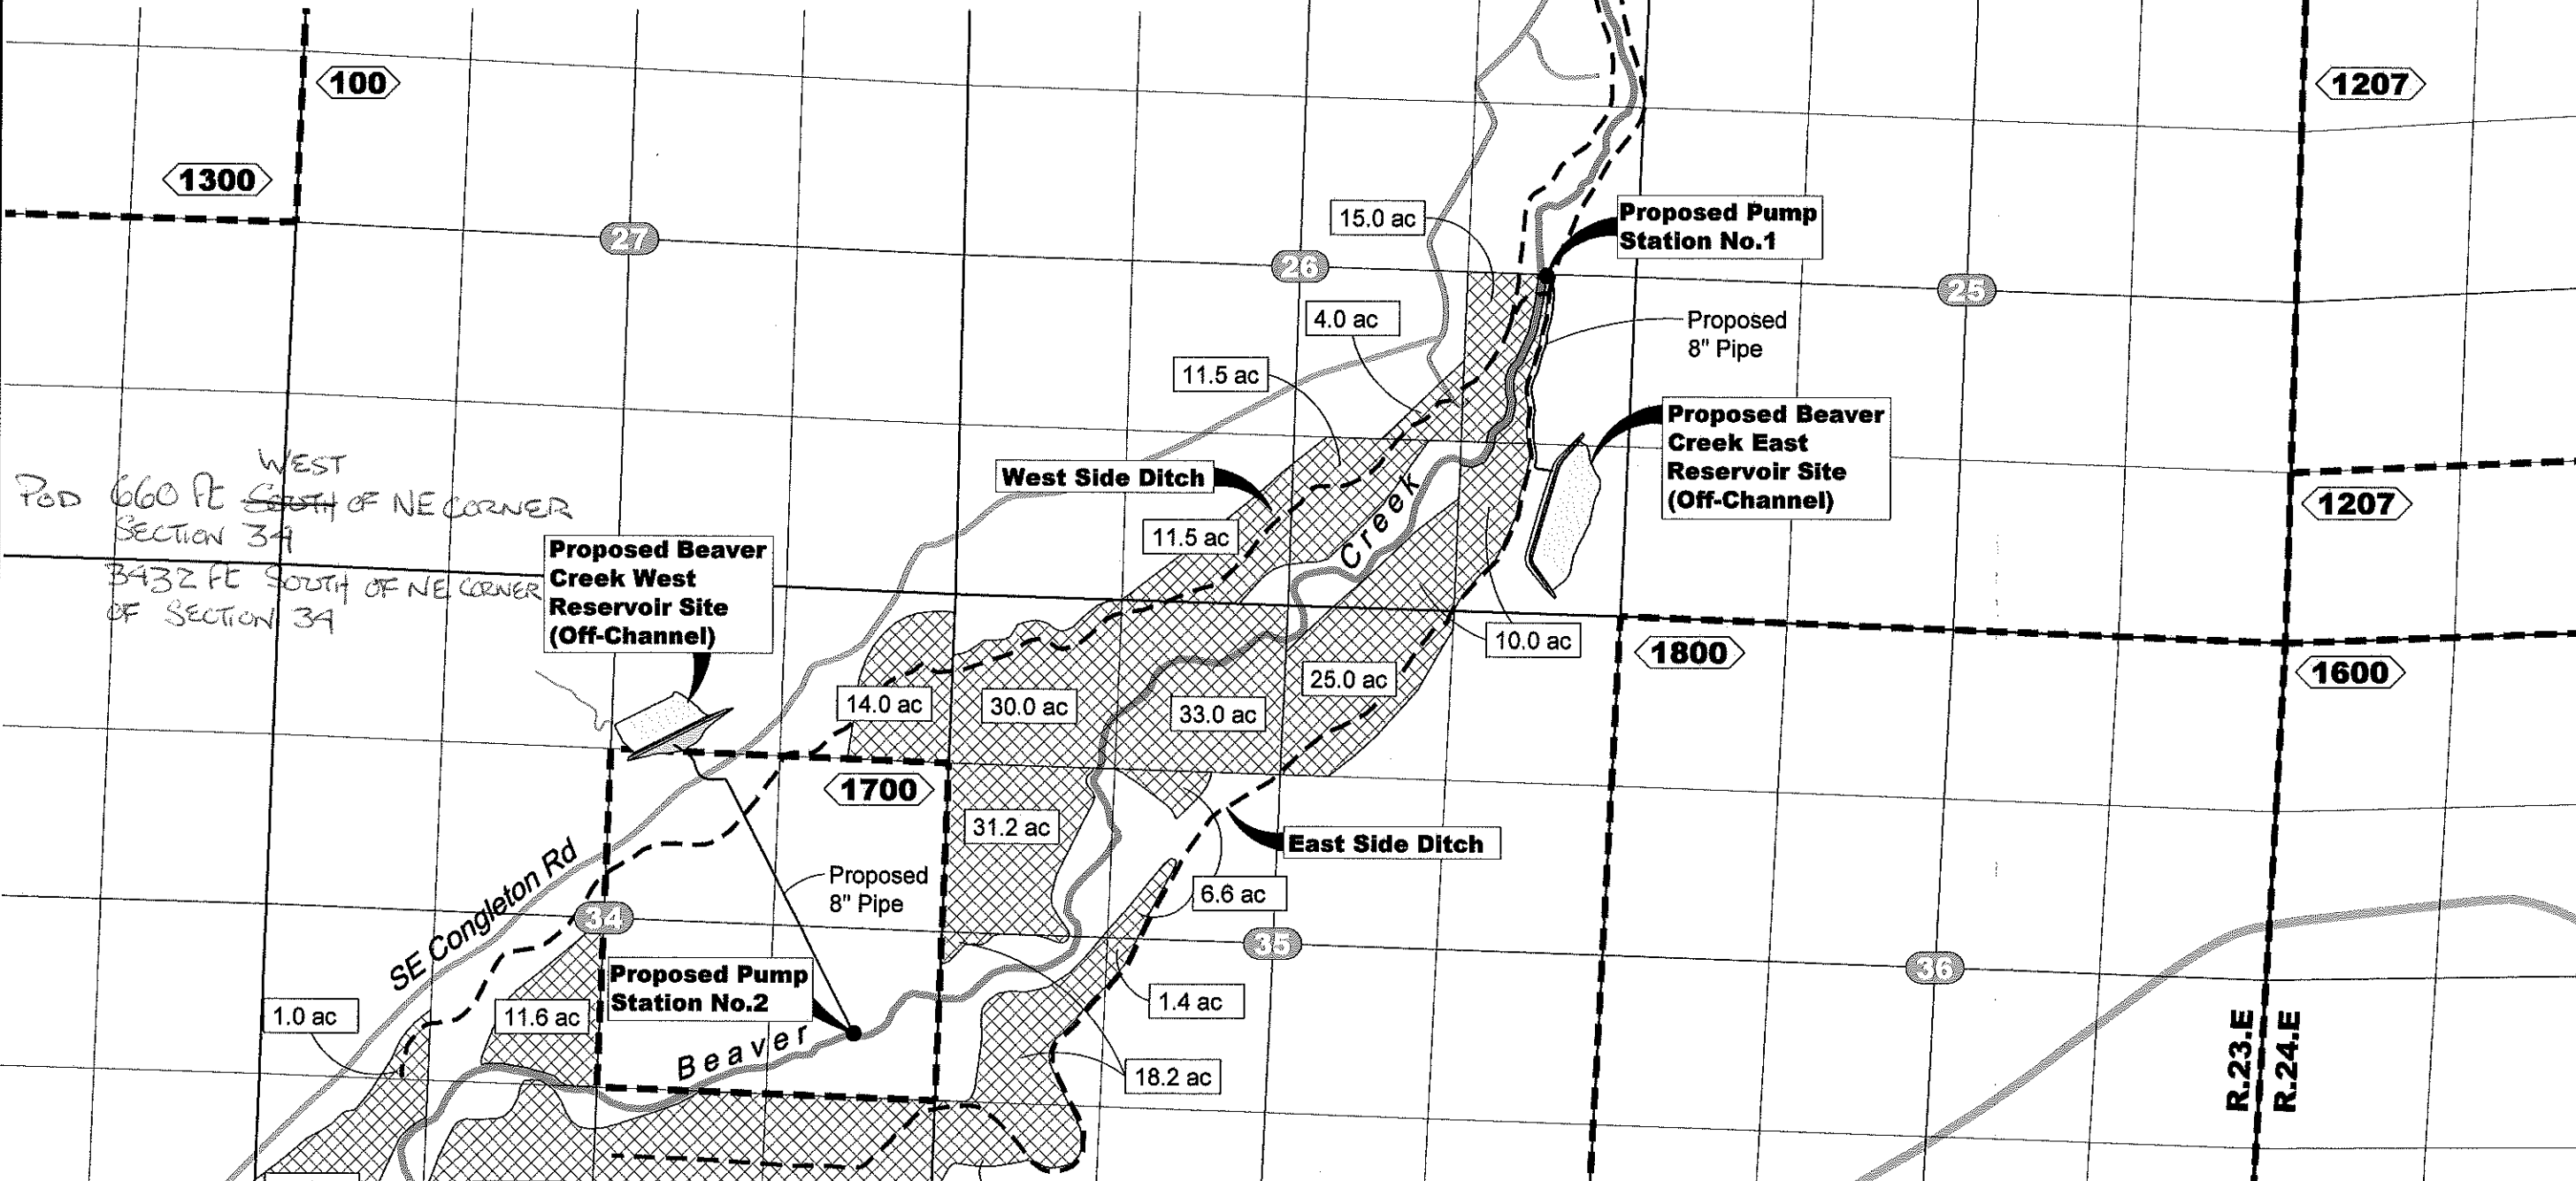 100
1207
1300
27
26
25
15.0 ac
Proposed Pump
Station No.1
4.0 ac
Proposed
8" Pipe
11.5 ac
Proposed Beaver
Creek East
Reservoir Site
(Off-Channel)
1207
West Side Ditch
Creek
11.5 ac
WEST
POD 660 Ft South OF NE CORNER
SECTION 34
3432 FE SOUTH OF NE CORNER
OF SECTION 34
Proposed Beaver
Creek West
Reservoir Site
(Off-Channel)
10.0 ac
1800
1600
25.0 ac
14.0 ac
30.0 ac
33.0 ac
1700
31.2 ac
East Side Ditch
SE Congleton Rd
Proposed
8" Pipe
6.6 ac
34
35
36
Proposed Pump
Station No.2
1.0 ac
11.6 ac
1.4 ac
Beaver
18.2 ac
R.23.E
R.24.E